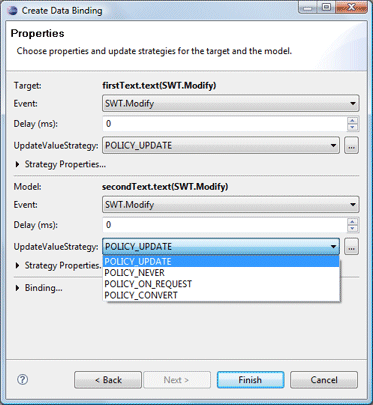 Create Data Binding
Properties
Choose properties and update strategies for the target and the model.
Target: firstText.text(SWT.Modify)
Event: SWT.Modify
Delay (ms): 0
UpdateValueStrategy: POLICY_UPDATE ...
Strategy Properties...
Model: secondText.text(SWT.Modify)
Event: SWT.Modify
Delay (ms): 0
UpdateValueStrategy: POLICY_UPDATE ...
Strategy Properties.
POLICY_UPDATE
POLICY_NEVER
POLICY_ON_REQUEST
POLICY_CONVERT
Binding...
? < Back Next > Finish Cancel